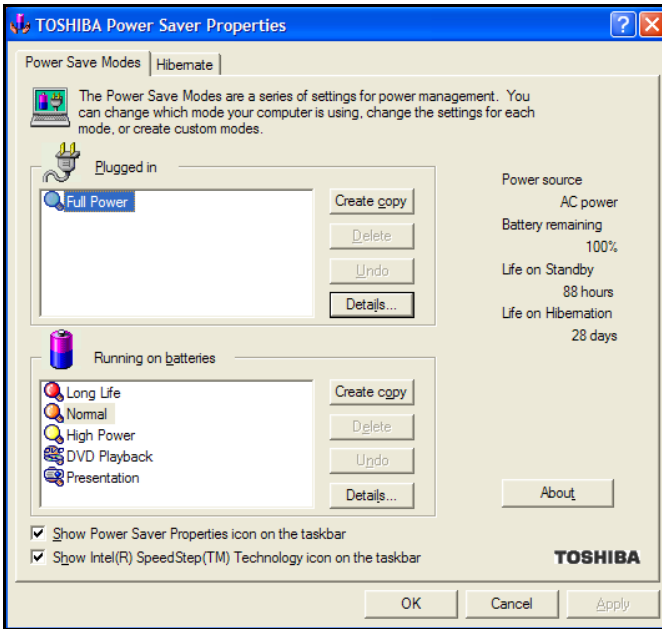 TOSHIBA Power Saver Properties
Power Save Modes
Hibernate
The Power Save Modes are a series of settings for power management. You
can change which mode your computer is using, change the settings for each
mode, or create custom modes.
Plugged in
Full Power
Create copy
Delete
Undo
Details...
Power source
AC power
Battery remaining
100%
Life on Standby
88 hours
Life on Hibernation
28 days
Running on batteries
Long Life
Normal
High Power
DVD Playback
Presentation
Create copy
Delete
Undo
Details...
About
Show Power Saver Properties icon on the taskbar
Show Intel(R) SpeedStep(TM) Technology icon on the taskbar
TOSHIBA
OK
Cancel
Apply